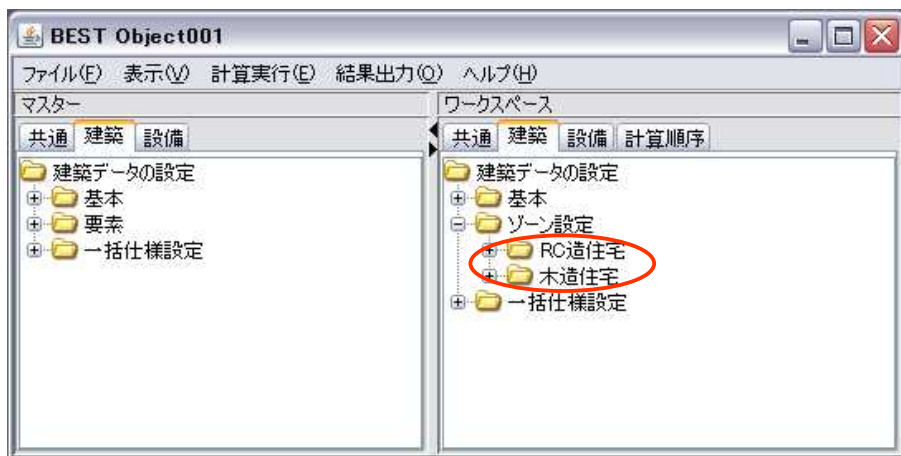 BEST Object001
ファイル(F) 表示(V) 計算実行(E) 結果出力(O) ヘルプ(H)
マスター
共通 建築 設備
建築データの設定
基本
要素
一括仕様設定
ワークスペース
共通 建築 設備 計算順序
建築データの設定
基本
ゾーン設定
RC造住宅
木造住宅
一括仕様設定